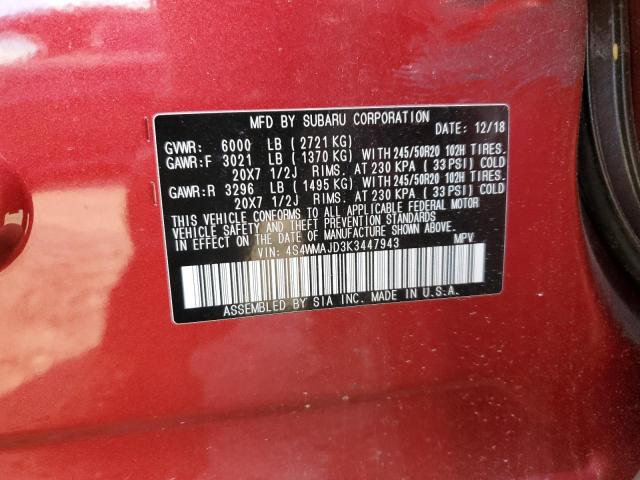 MFD BY SUBARU CORPORATION
DATE: 12/18
GVWR: 6000 LB (2721 KG)
GAWR:F 3021 LB (1370 KG) WITH 245/50R20 102H TIRES.
20X7 1/2J RIMS. AT 230 KPA (33 PSI) COLD
GAWR:R 3296 LB (1495 KG) WITH 245/50R20 102H TIRES.
20X7 1/2J RIMS. AT 230 KPA (33 PSI) COLD
THIS VEHICLE CONFORMS TO ALL APPLICABLE FEDERAL MOTOR
VEHICLE SAFETY, BUMPER, AND THEFT PREVENTION STANDARDS
IN EFFECT ON THE DATE OF MANUFACTURE SHOWN ABOVE.
VIN: 4S4WMAJD3K3447943 MPV
ASSEMBLED BY SIA INC. MADE IN U.S.A.